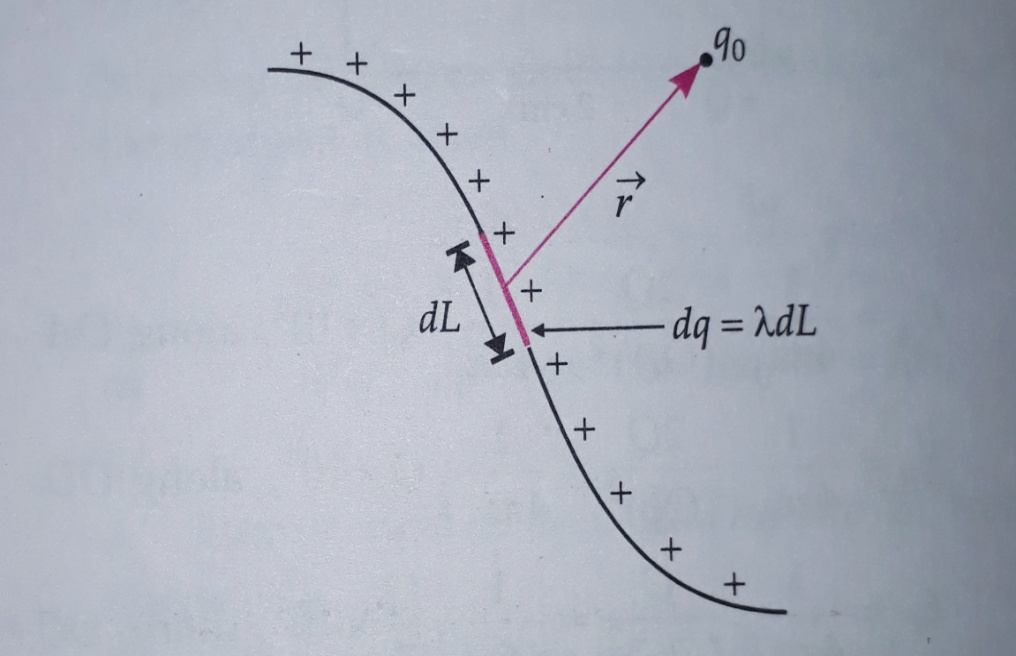 + + + + + + + + + + + +
q₀
r⃗
dL
dq = λdL